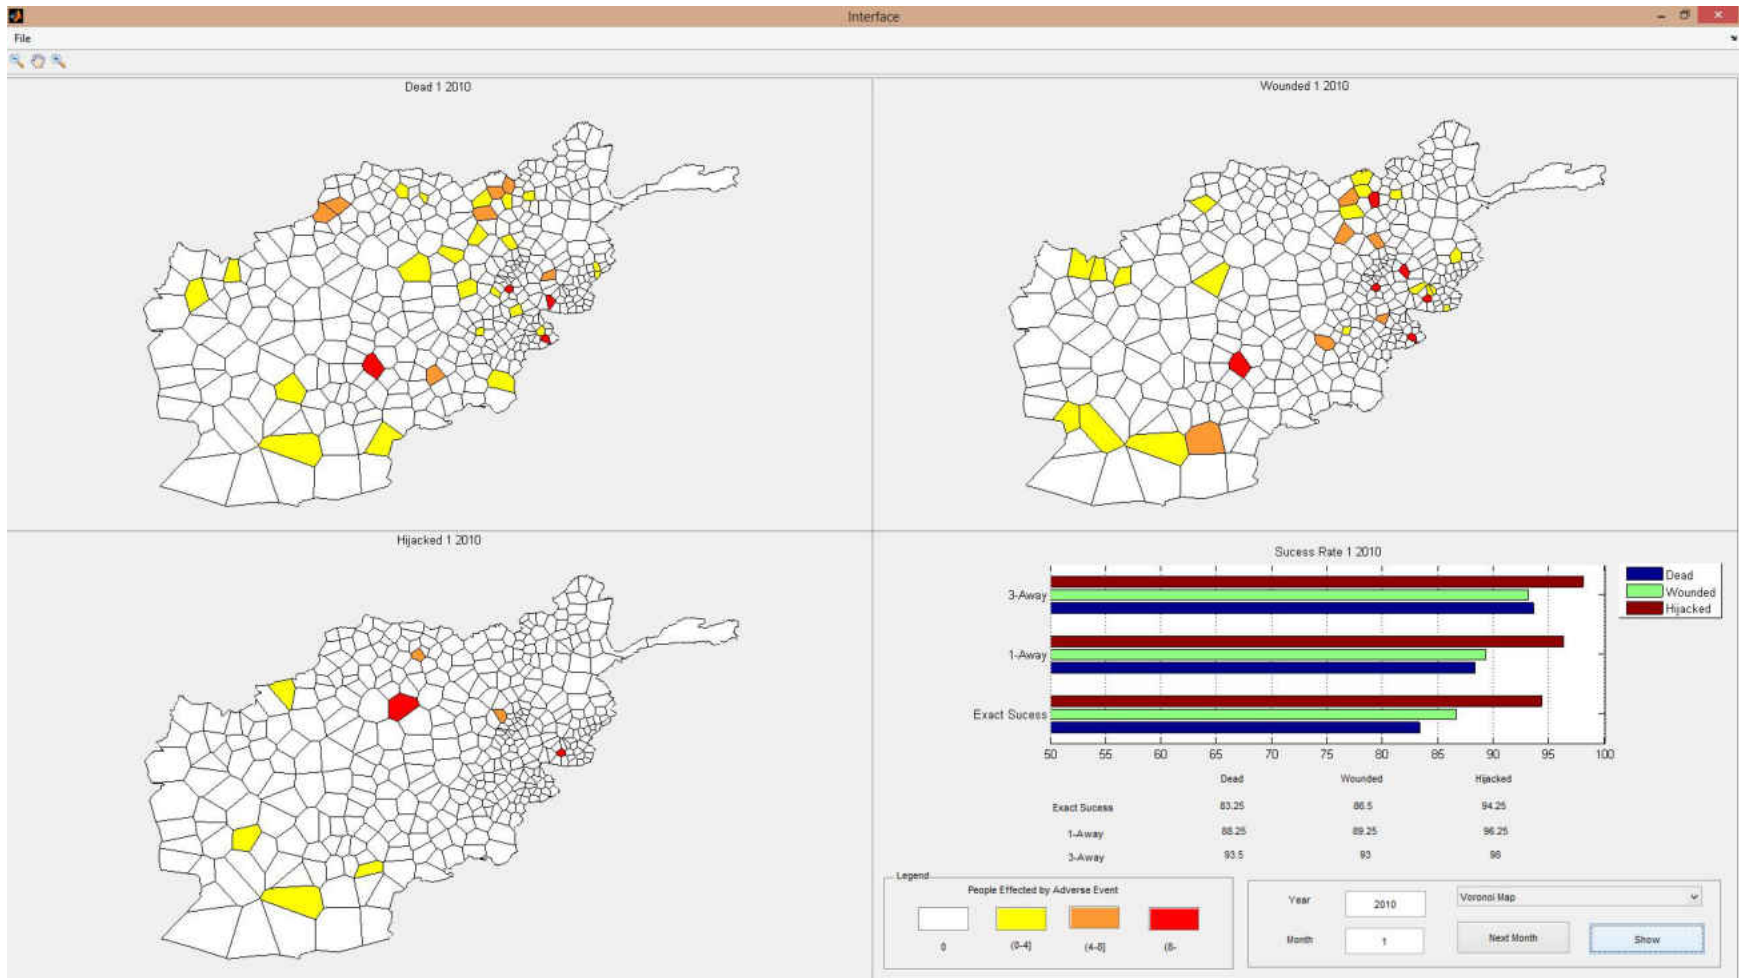 Interface
File
Dead 1 2010
Wounded 1 2010
Hijacked 1 2010
Sucess Rate 1 2010
Dead
Wounded
Hijacked
3-Away
1-Away
Exact Sucess
50 55 60 65 70 75 80 85 90 95 100
Dead Wounded Hijacked
Exact Sucess 83.25 86.5 94.25
1-Away 88.25 89.25 96.25
3-Away 93.5 93 98
Legend
People Effected by Adverse Event
0 (0-4] (4-8] (8-
Year 2010 Voronoi Map
Month 1 Next Month Show